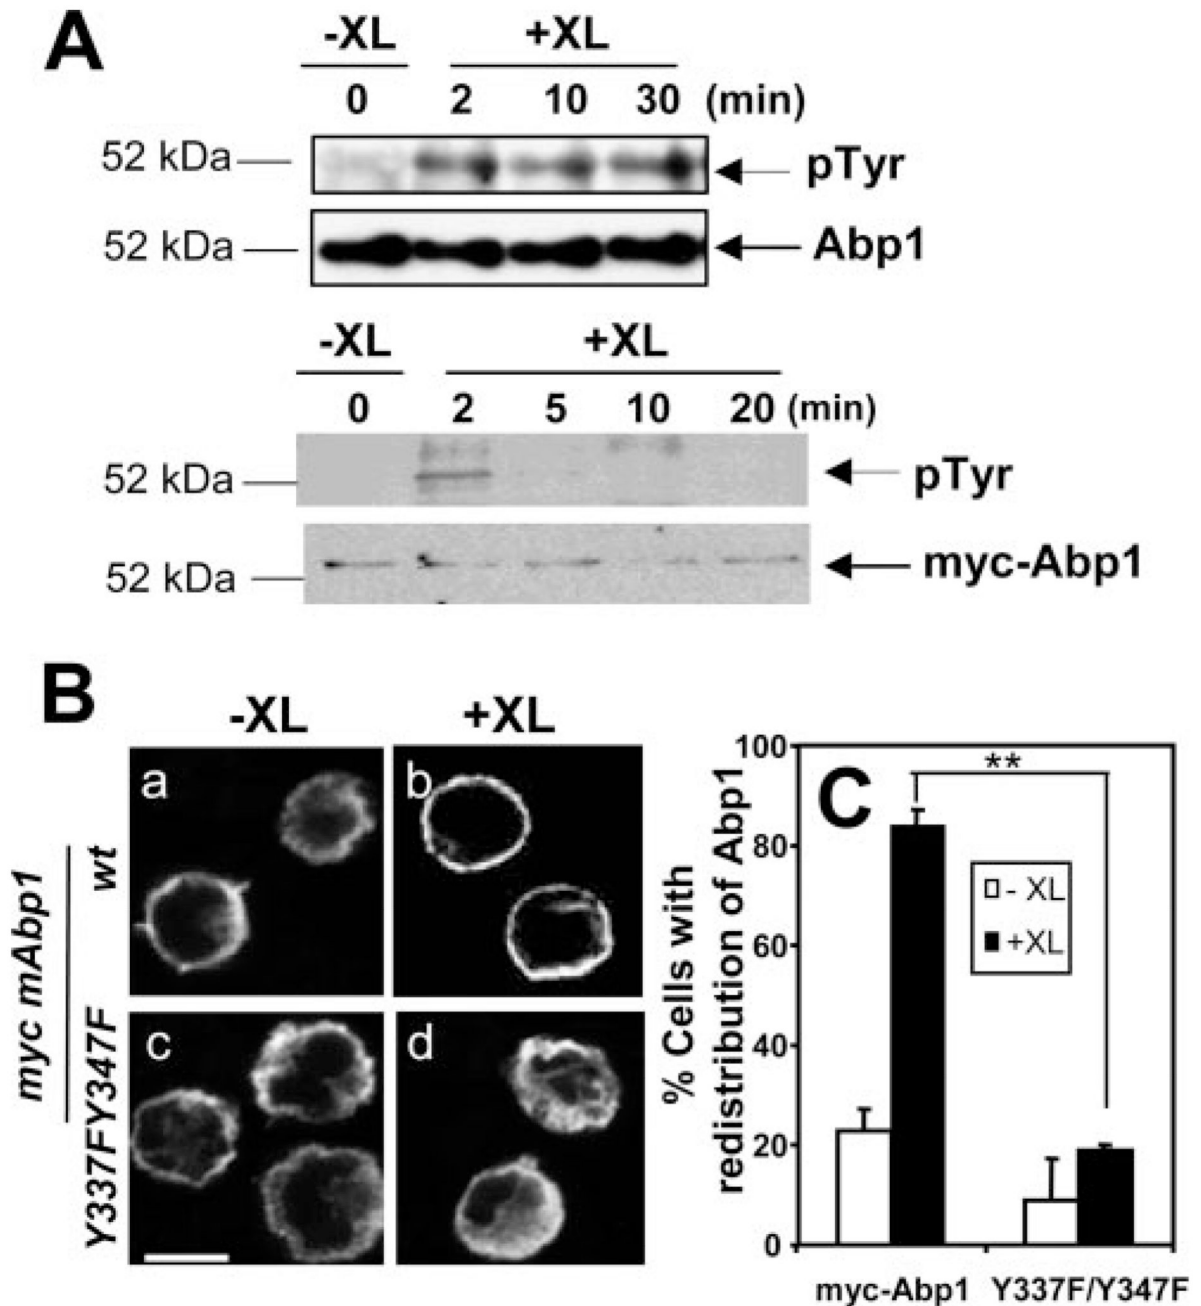 A
-XL +XL
0 2 10 30 (min)
52 kDa pTyr
52 kDa Abp1
-XL +XL
0 2 5 10 20 (min)
52 kDa pTyr
52 kDa myc-Abp1
B
-XL +XL
myc mAbp1
wt
Y337FY347F
a b
c d
C
% Cells with
redistribution of Abp1
100
80
60
40
20
0
**
- XL
+XL
myc-Abp1 Y337F/Y347F